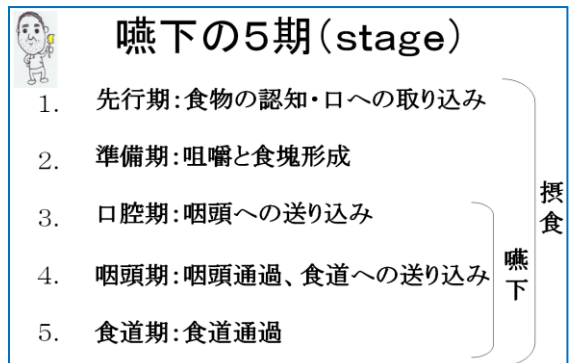 嚥下の5期(stage)
1. 先行期:食物の認知・口への取り込み
2. 準備期:咀嚼と食塊形成
3. 口腔期:咽頭への送り込み
4. 咽頭期:咽頭通過、食道への送り込み
5. 食道期:食道通過
嚥下
摂食